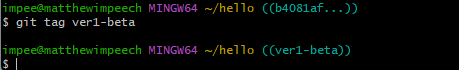 impee@matthewimpeech MINGW64 ~/hello ((b4081af...))
$ git tag ver1-beta
impee@matthewimpeech MINGW64 ~/hello ((ver1-beta))
$